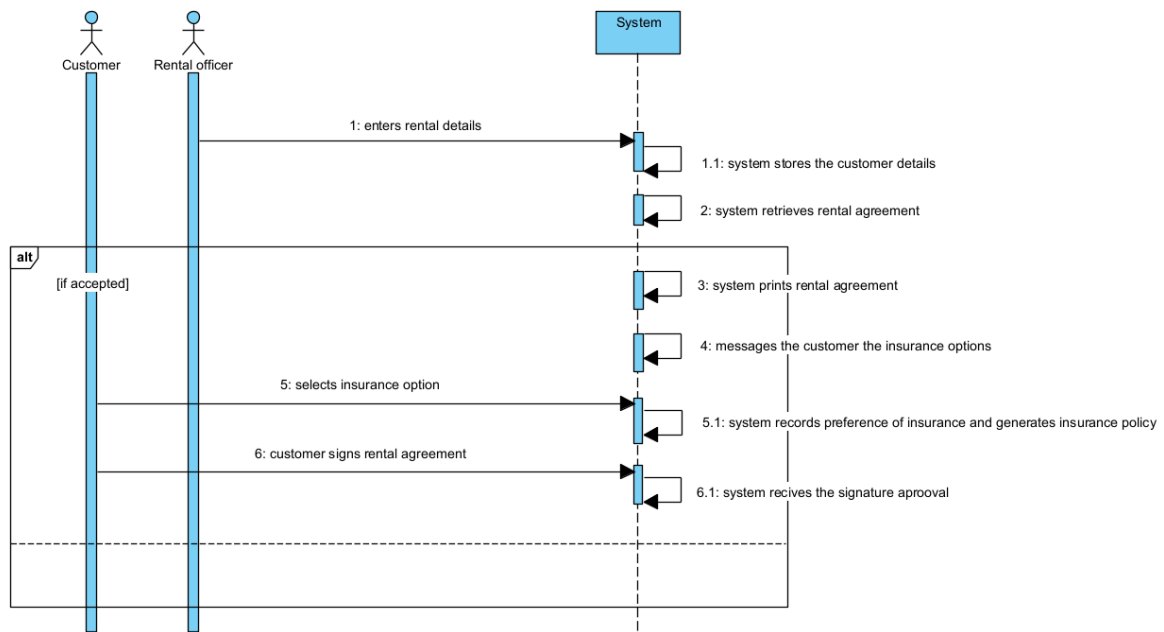 System
Customer
Rental officer
1: enters rental details
1.1: system stores the customer details
2: system retrieves rental agreement
alt
[if accepted]
3: system prints rental agreement
4: messages the customer the insurance options
5: selects insurance option
5.1: system records preference of insurance and generates insurance policy
6: customer signs rental agreement
6.1: system recives the signature aprooval